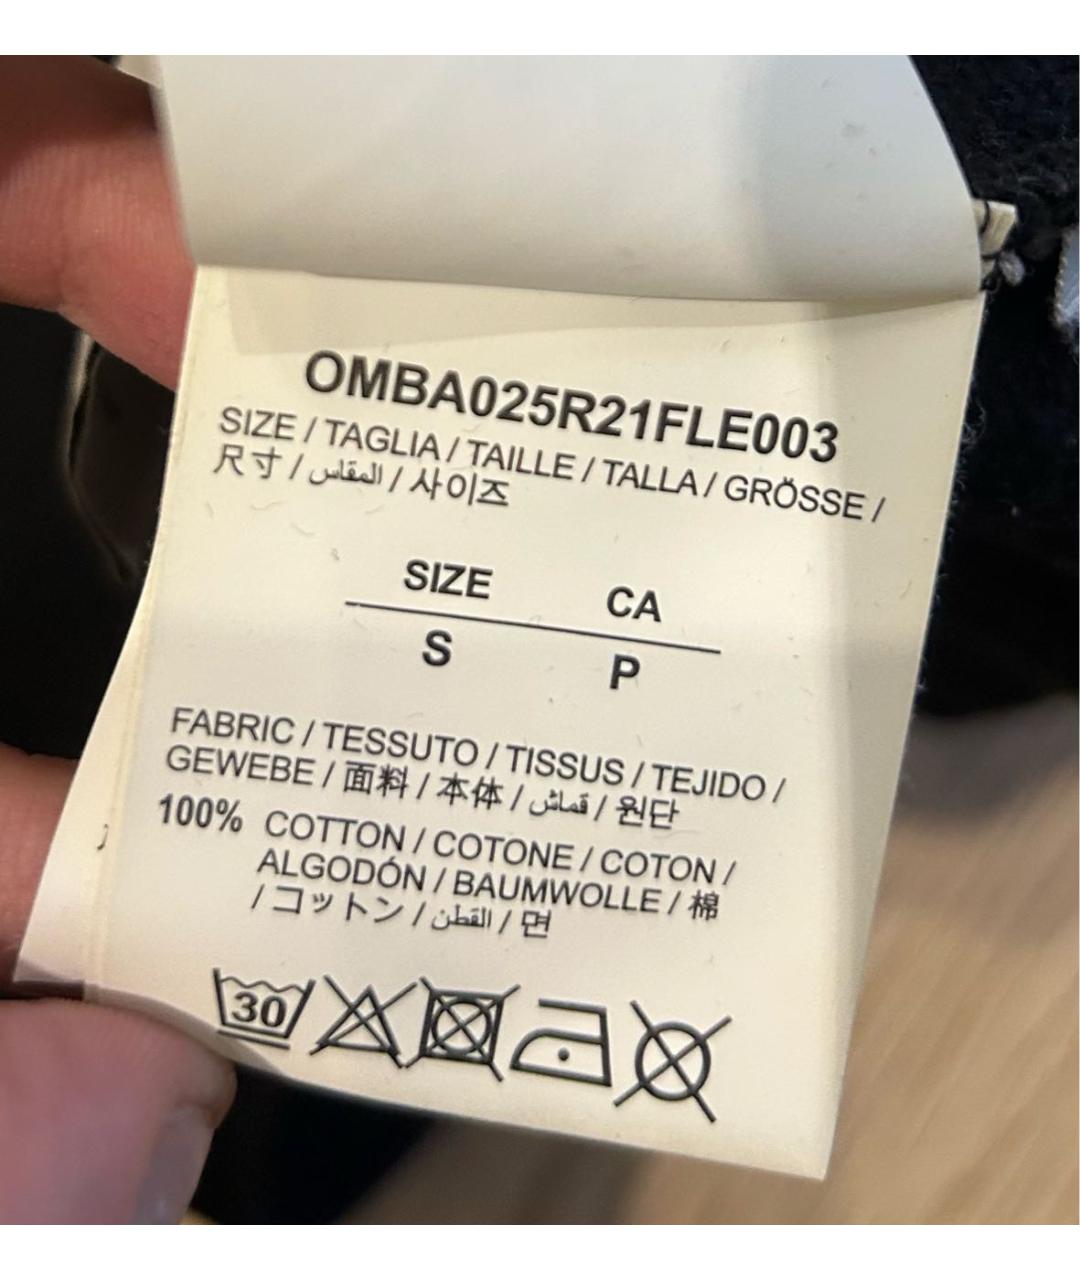 OMBA025R21FLE003
SIZE / TAGLIA / TAILLE / TALLA / GRÖSSE /
尺寸 / المقاس / 사이즈
SIZE CA
S P
FABRIC / TESSUTO / TISSUS / TEJIDO /
GEWEBE / 面料 / 本体 / قماش / 원단
100% COTTON / COTONE / COTON /
ALGODÓN / BAUMWOLLE / 棉
/ コットン / القطن / 면
30